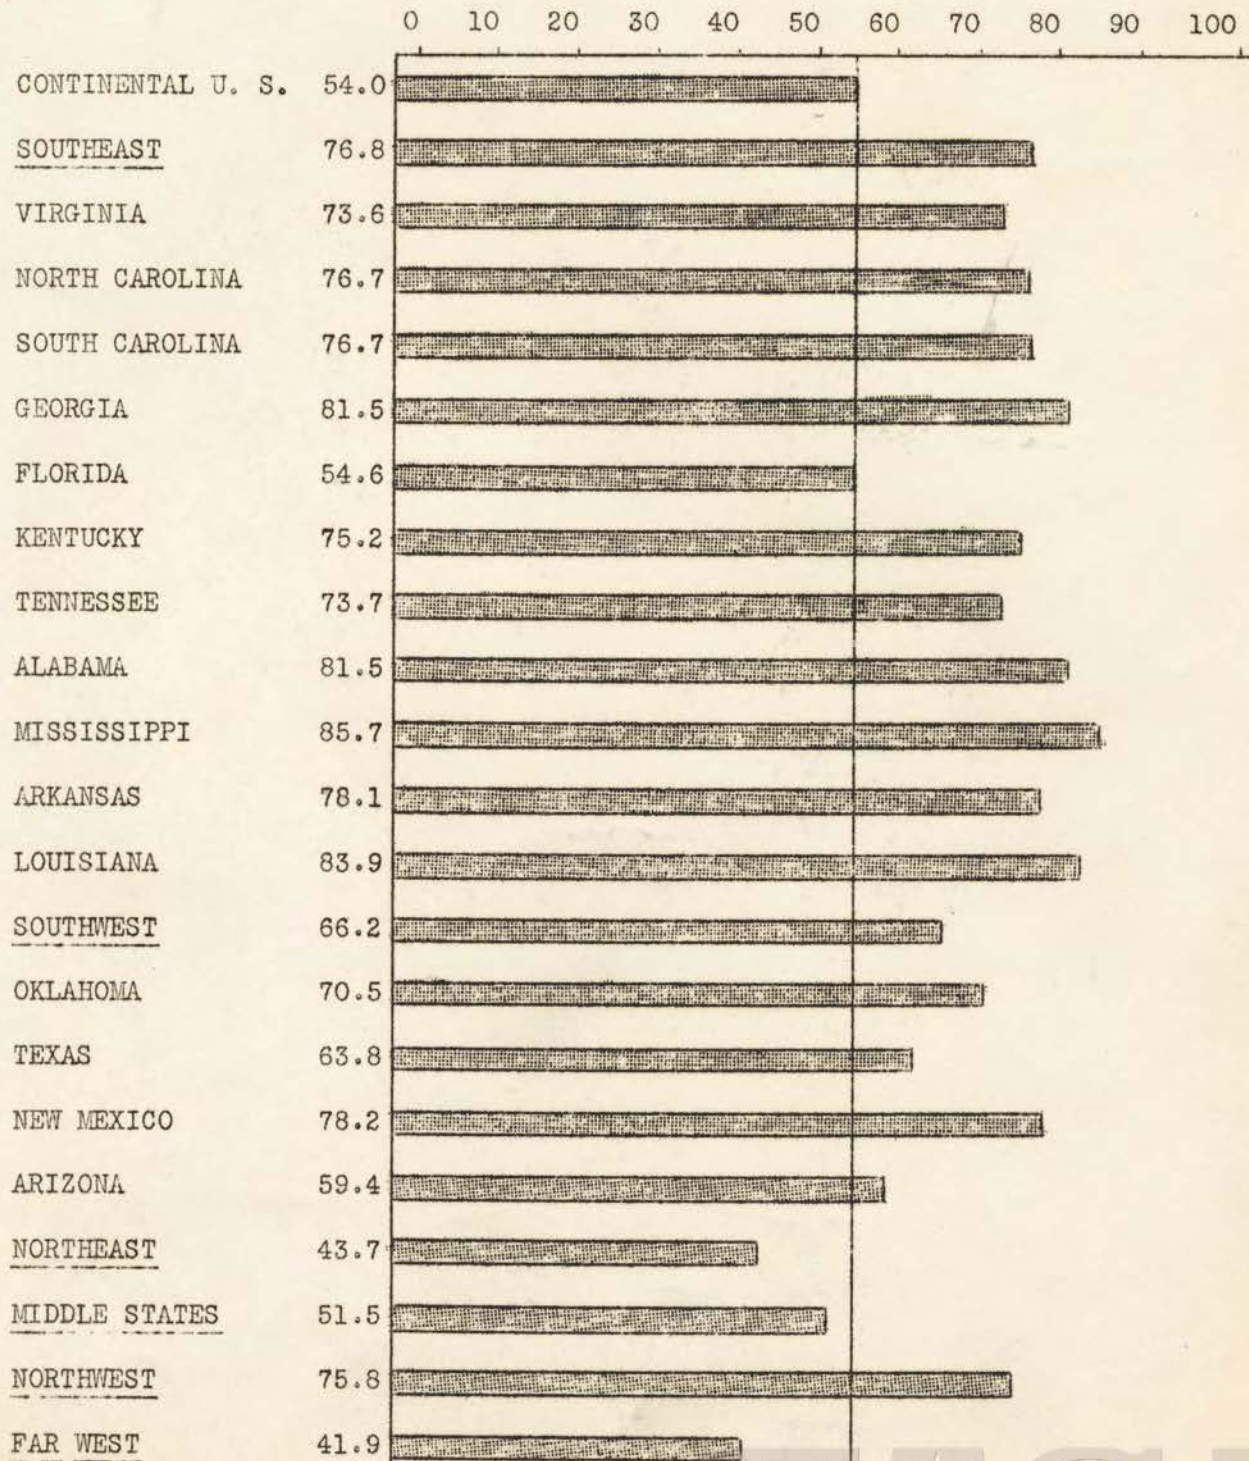 0 10 20 30 40 50 60 70 80 90 100
CONTINENTAL U. S. 54.0
SOUTHEAST 76.8
VIRGINIA 73.6
NORTH CAROLINA 76.7
SOUTH CAROLINA 76.7
GEORGIA 81.5
FLORIDA 54.6
KENTUCKY 75.2
TENNESSEE 73.7
ALABAMA 81.5
MISSISSIPPI 85.7
ARKANSAS 78.1
LOUISIANA 83.9
SOUTHWEST 66.2
OKLAHOMA 70.5
TEXAS 63.8
NEW MEXICO 78.2
ARIZONA 59.4
NORTHEAST 43.7
MIDDLE STATES 51.5
NORTHWEST 75.8
FAR WEST 41.9